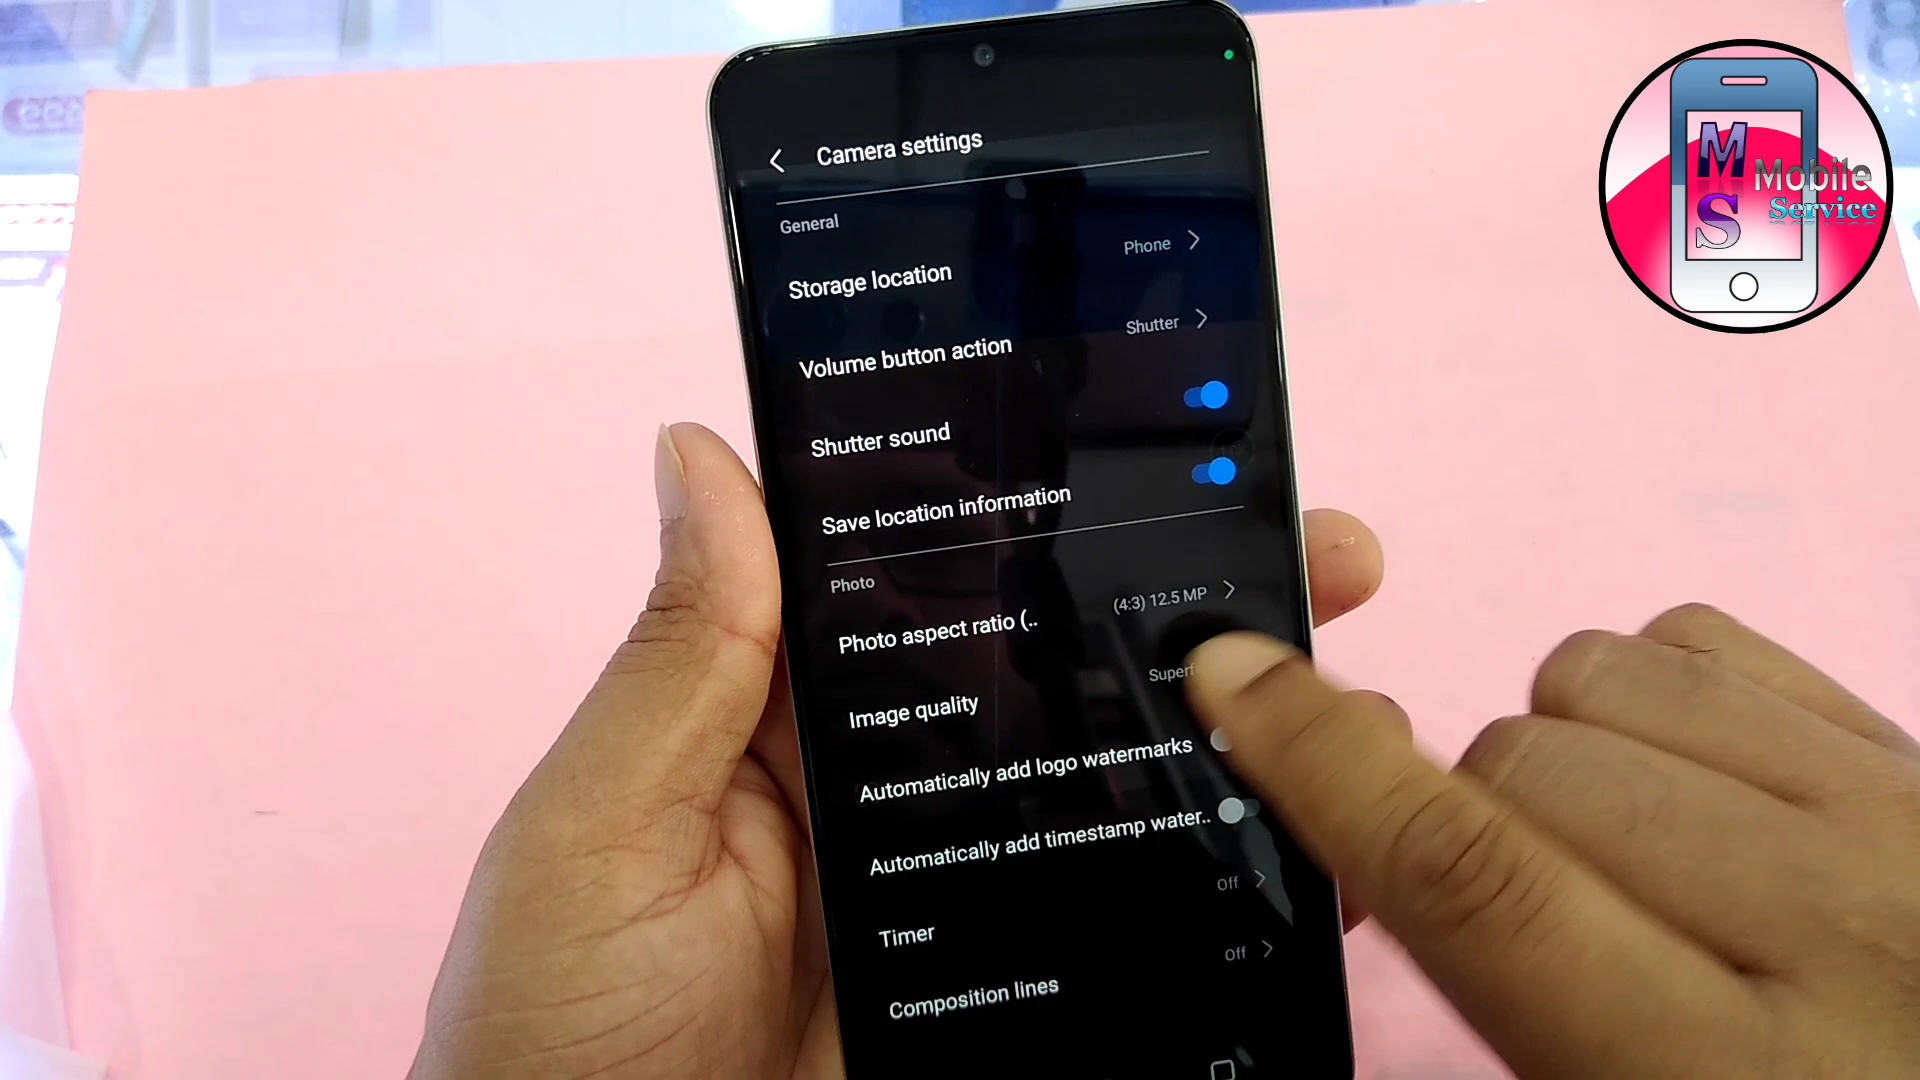 Camera settings
General
Storage location
Phone
Volume button action
Shutter
Shutter sound
Save location information
Photo
Photo aspect ratio (..
(4:3) 12.5 MP
Image quality
Automatically add logo watermarks
Automatically add timestamp water..
Timer
Off
Composition lines
Off
M
S
Mobile
Service